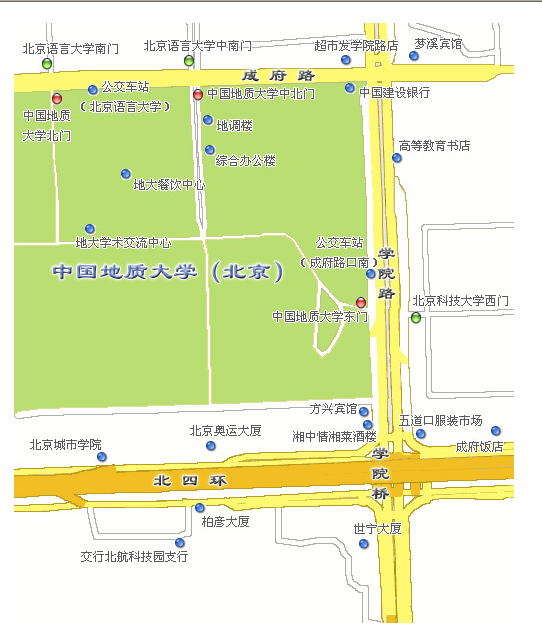 北京语言大学南门
北京语言大学中南门
超市发学院路店
梦溪宾馆
成府路
公交车站
（北京语言大学）
中国地质大学中北门
中国建设银行
中国地质
大学北门
地调楼
高等教育书店
综合办公楼
地大餐饮中心
地大学术交流中心
公交车站
（成府路口南）
学院路
中国地质大学（北京）
北京科技大学西门
中国地质大学东门
方兴宾馆
五道口服装市场
北京奥运大厦
湘中情湘菜酒楼
北京城市学院
成府饭店
学院桥
北四环
柏彦大厦
世宁大厦
交行北航科技园支行